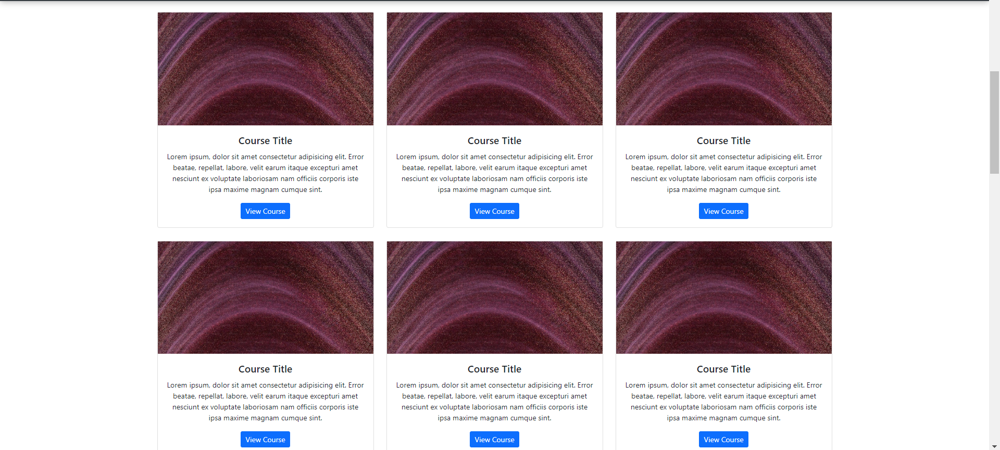 Course Title
Lorem ipsum, dolor sit amet consectetur adipisicing elit. Error
beatae, repellat, labore, velit earum itaque excepturi amet
nesciunt ex voluptate laboriosam nam officiis corporis iste
ipsa maxime magnam cumque sint.
View Course
Course Title
Lorem ipsum, dolor sit amet consectetur adipisicing elit. Error
beatae, repellat, labore, velit earum itaque excepturi amet
nesciunt ex voluptate laboriosam nam officiis corporis iste
ipsa maxime magnam cumque sint.
View Course
Course Title
Lorem ipsum, dolor sit amet consectetur adipisicing elit. Error
beatae, repellat, labore, velit earum itaque excepturi amet
nesciunt ex voluptate laboriosam nam officiis corporis iste
ipsa maxime magnam cumque sint.
View Course
Course Title
Lorem ipsum, dolor sit amet consectetur adipisicing elit. Error
beatae, repellat, labore, velit earum itaque excepturi amet
nesciunt ex voluptate laboriosam nam officiis corporis iste
ipsa maxime magnam cumque sint.
View Course
Course Title
Lorem ipsum, dolor sit amet consectetur adipisicing elit. Error
beatae, repellat, labore, velit earum itaque excepturi amet
nesciunt ex voluptate laboriosam nam officiis corporis iste
ipsa maxime magnam cumque sint.
View Course
Course Title
Lorem ipsum, dolor sit amet consectetur adipisicing elit. Error
beatae, repellat, labore, velit earum itaque excepturi amet
nesciunt ex voluptate laboriosam nam officiis corporis iste
ipsa maxime magnam cumque sint.
View Course